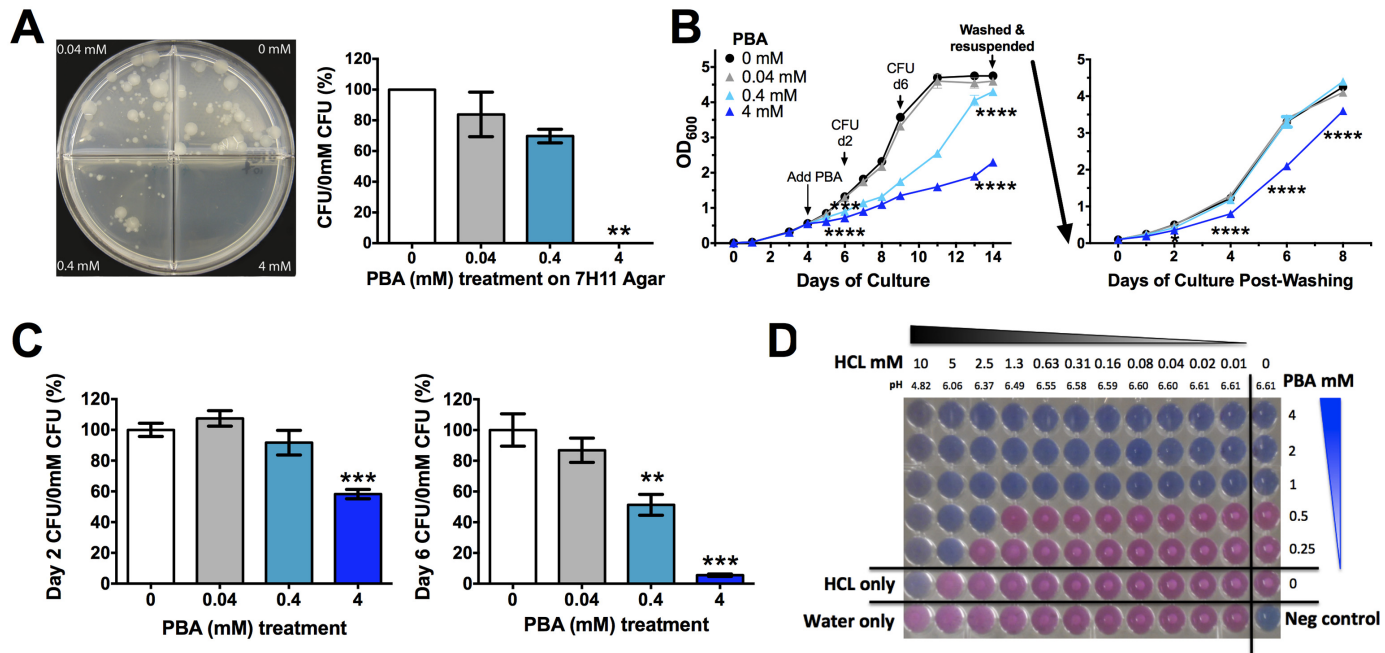 A
0.04 mM
0 mM
0.4 mM
4 mM
CFU/0mM CFU (%)
120
100
80
60
40
20
0
**
0
0.04
0.4
4
PBA (mM) treatment on 7H11 Agar
B
PBA
0 mM
0.04 mM
0.4 mM
4 mM
Washed &
resuspended
CFU
d6
CFU
d2
Add PBA
OD600
5
4
3
2
1
0
***
****
****
****
0 2 4 6 8 10 12 14
Days of Culture
5
4
3
2
1
0
*
****
****
****
0 2 4 6 8
Days of Culture Post-Washing
C
Day 2 CFU/0mM CFU (%)
120
100
80
60
40
20
0
***
0 0.04 0.4 4
PBA (mM) treatment
Day 6 CFU/0mM CFU (%)
120
100
80
60
40
20
0
**
***
0 0.04 0.4 4
PBA (mM) treatment
D
HCL mM 10 5 2.5 1.3 0.63 0.31 0.16 0.08 0.04 0.02 0.01 0
pH 4.82 6.06 6.37 6.49 6.55 6.58 6.59 6.60 6.60 6.61 6.61 6.61
PBA mM
4
2
1
0.5
0.25
HCL only 0
Water only Neg control